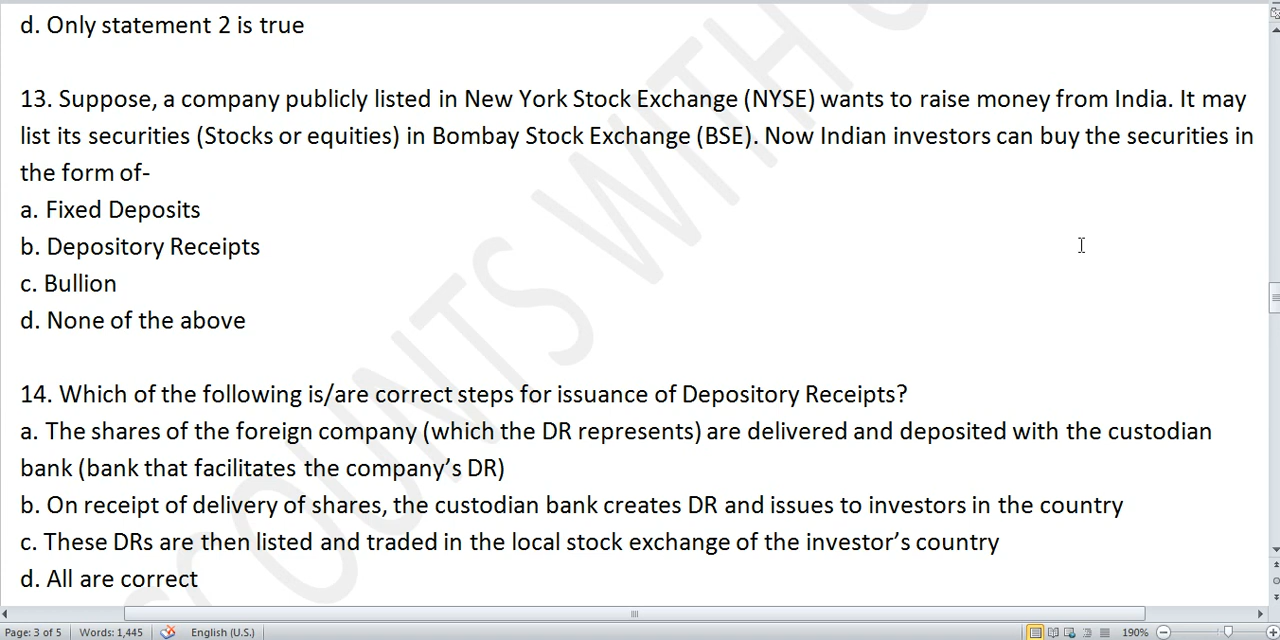 d. Only statement 2 is true
13. Suppose, a company publicly listed in New York Stock Exchange (NYSE) wants to raise money from India. It may
list its securities (Stocks or equities) in Bombay Stock Exchange (BSE). Now Indian investors can buy the securities in
the form of-
a. Fixed Deposits
b. Depository Receipts
c. Bullion
d. None of the above
14. Which of the following is/are correct steps for issuance of Depository Receipts?
a. The shares of the foreign company (which the DR represents) are delivered and deposited with the custodian
bank (bank that facilitates the company's DR)
b. On receipt of delivery of shares, the custodian bank creates DR and issues to investors in the country
c. These DRs are then listed and traded in the local stock exchange of the investor's country
d. All are correct
COUNTS WITH
Page: 3 of 5 Words: 1,445 English (U.S.) 190%